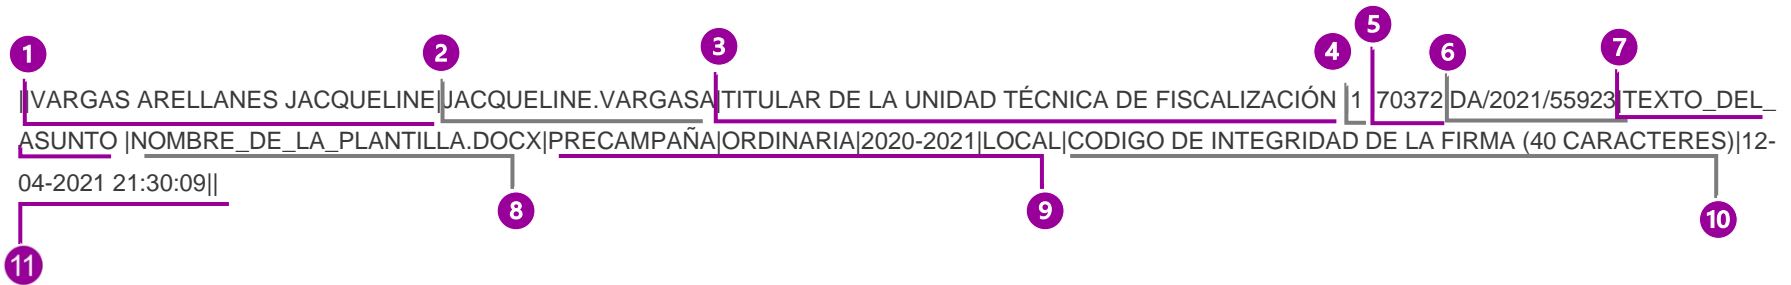 1 2 3 4 5 6 7
||VARGAS ARELLANES JACQUELINE|JACQUELINE.VARGASA|TITULAR DE LA UNIDAD TÉCNICA DE FISCALIZACIÓN |1 |70372|DA/2021/55923|TEXTO_DEL_
ASUNTO |NOMBRE_DE_LA_PLANTILLA.DOCX|PRECAMPAÑA|ORDINARIA|2020-2021|LOCAL|CODIGO DE INTEGRIDAD DE LA FIRMA (40 CARACTERES)|12-
04-2021 21:30:09||
8 9 10
11